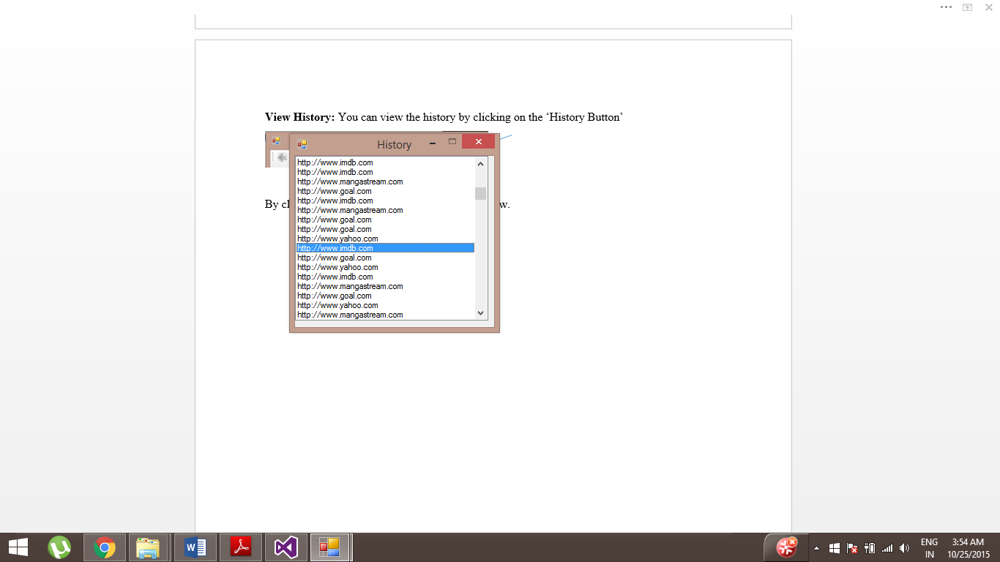 View History: You can view the history by clicking on the ‘History Button’
History
http://www.imdb.com
http://www.imdb.com
http://www.mangastream.com
http://www.goal.com
http://www.imdb.com
http://www.mangastream.com
http://www.goal.com
http://www.goal.com
http://www.yahoo.com
http://www.imdb.com
http://www.goal.com
http://www.yahoo.com
http://www.imdb.com
http://www.mangastream.com
http://www.goal.com
http://www.yahoo.com
http://www.mangastream.com
By
ENG 3:54 AM
IN 10/25/2015